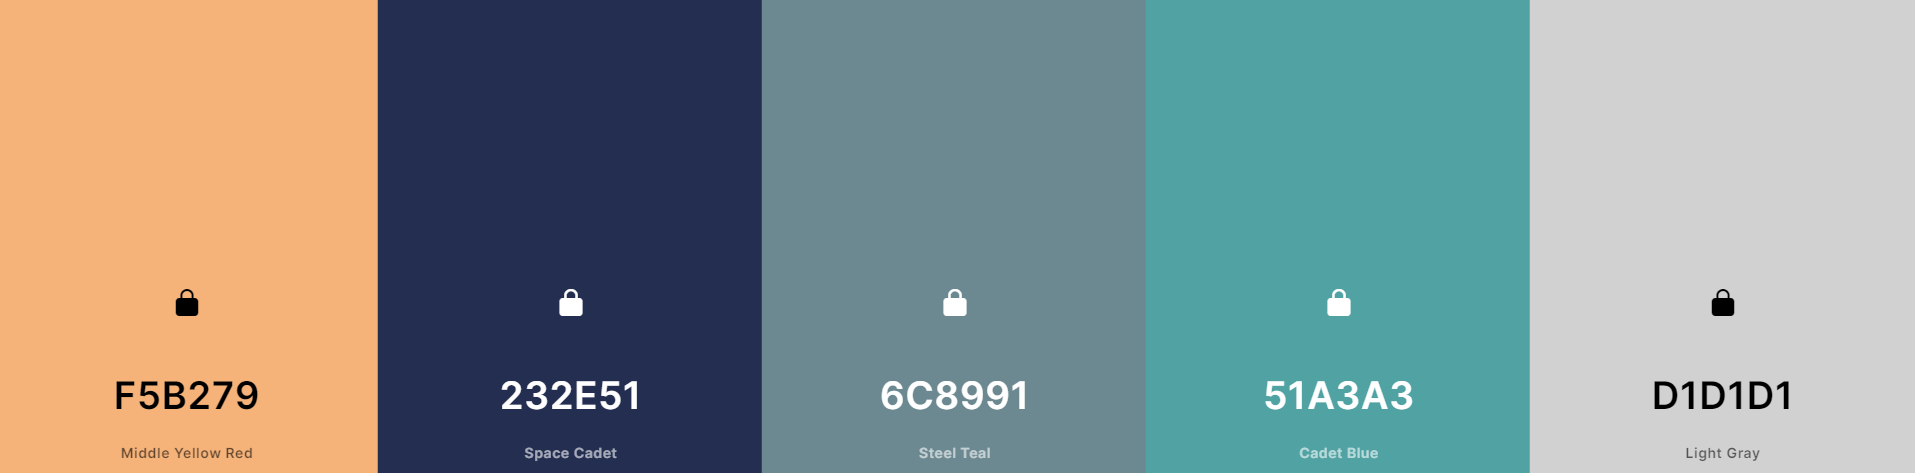 F5B279
Middle Yellow Red
232E51
Space Cadet
6C8991
Steel Teal
51A3A3
Cadet Blue
D1D1D1
Light Gray